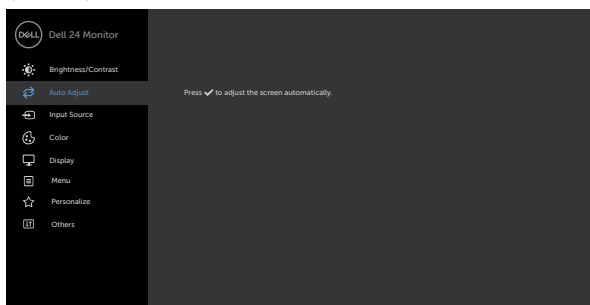 DELL Dell 24 Monitor
Brightness/Contrast
Auto Adjust Press ✓ to adjust the screen automatically.
Input Source
Color
Display
Menu
Personalize
Others